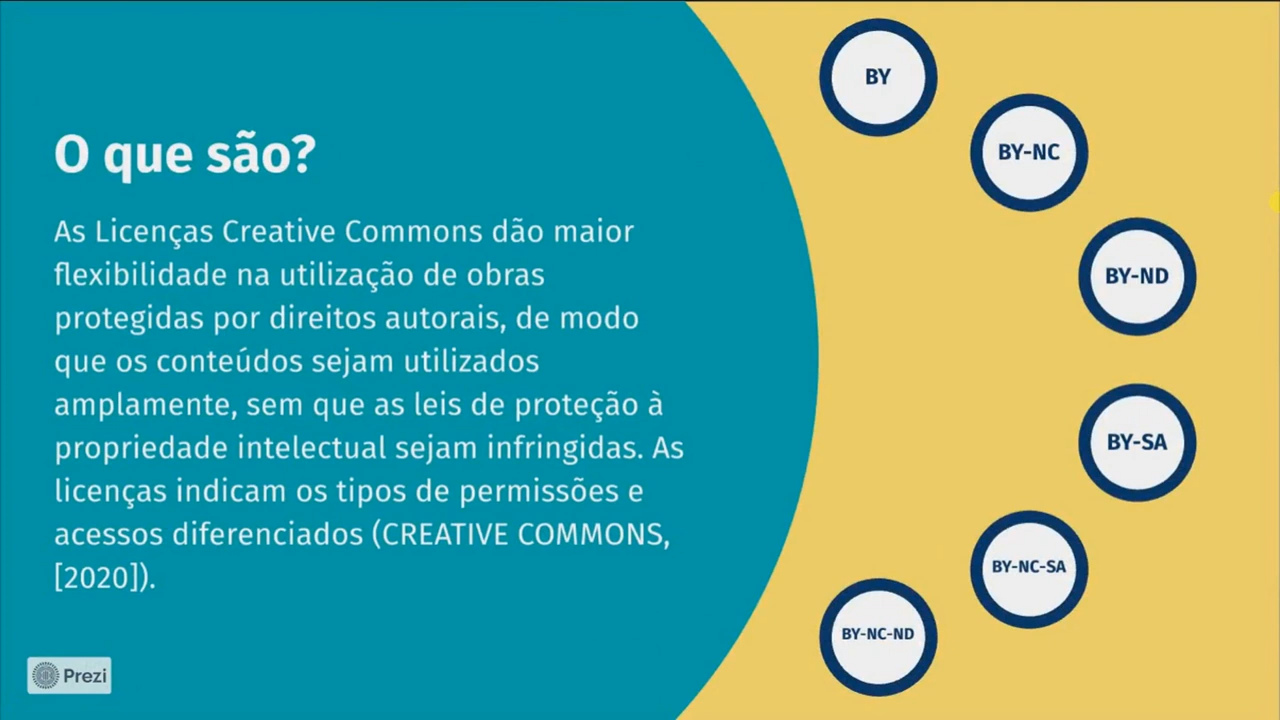 O que são?
As Licenças Creative Commons dão maior
flexibilidade na utilização de obras
protegidas por direitos autorais, de modo
que os conteúdos sejam utilizados
amplamente, sem que as leis de proteção à
propriedade intelectual sejam infringidas. As
licenças indicam os tipos de permissões e
acessos diferenciados (CREATIVE COMMONS,
[2020]).
BY
BY-NC
BY-ND
BY-SA
BY-NC-SA
BY-NC-ND
Prezi